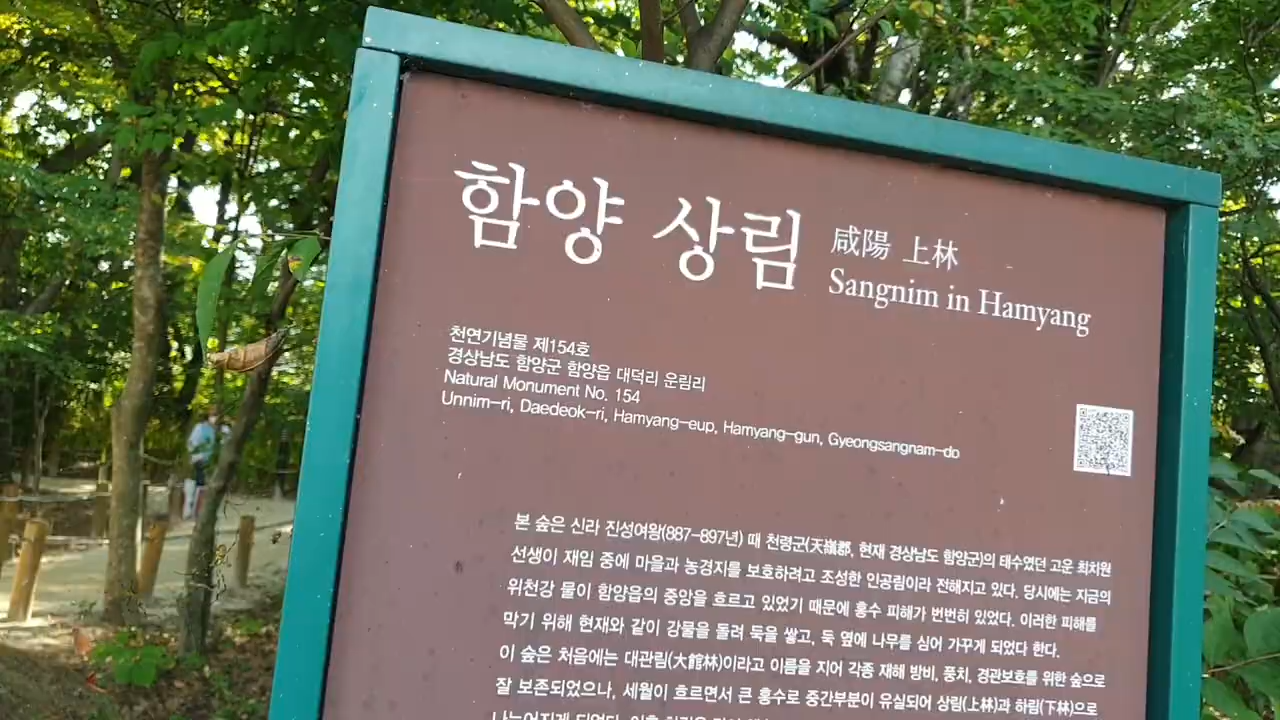 함양 상림 咸陽 上林
Sangnim in Hamyang
천연기념물 제154호
경상남도 함양군 함양읍 대덕리 운림리
Natural Monument No. 154
Unnim-ri, Daedeok-ri, Hamyang-eup, Hamyang-gun, Gyeongsangnam-do
본 숲은 신라 진성여왕(887-897년) 때 천령군(天嶺郡, 현재 경상남도 함양군)의 태수였던 고운 최치원
선생이 재임 중에 마을과 농경지를 보호하려고 조성한 인공림이라 전해지고 있다. 당시에는 지금의
위천강 물이 함양읍의 중앙을 흐르고 있었기 때문에 홍수 피해가 번번히 있었다. 이러한 피해를
막기 위해 현재와 같이 강물을 돌려 둑을 쌓고, 둑 옆에 나무를 심어 가꾸게 되었다 한다.
이 숲은 처음에는 대관림(大館林)이라고 이름을 지어 각종 재해 방비, 풍치, 경관보호를 위한 숲으로
잘 보존되었으나, 세월이 흐르면서 큰 홍수로 중간부분이 유실되어 상림(上林)과 하림(下林)으로